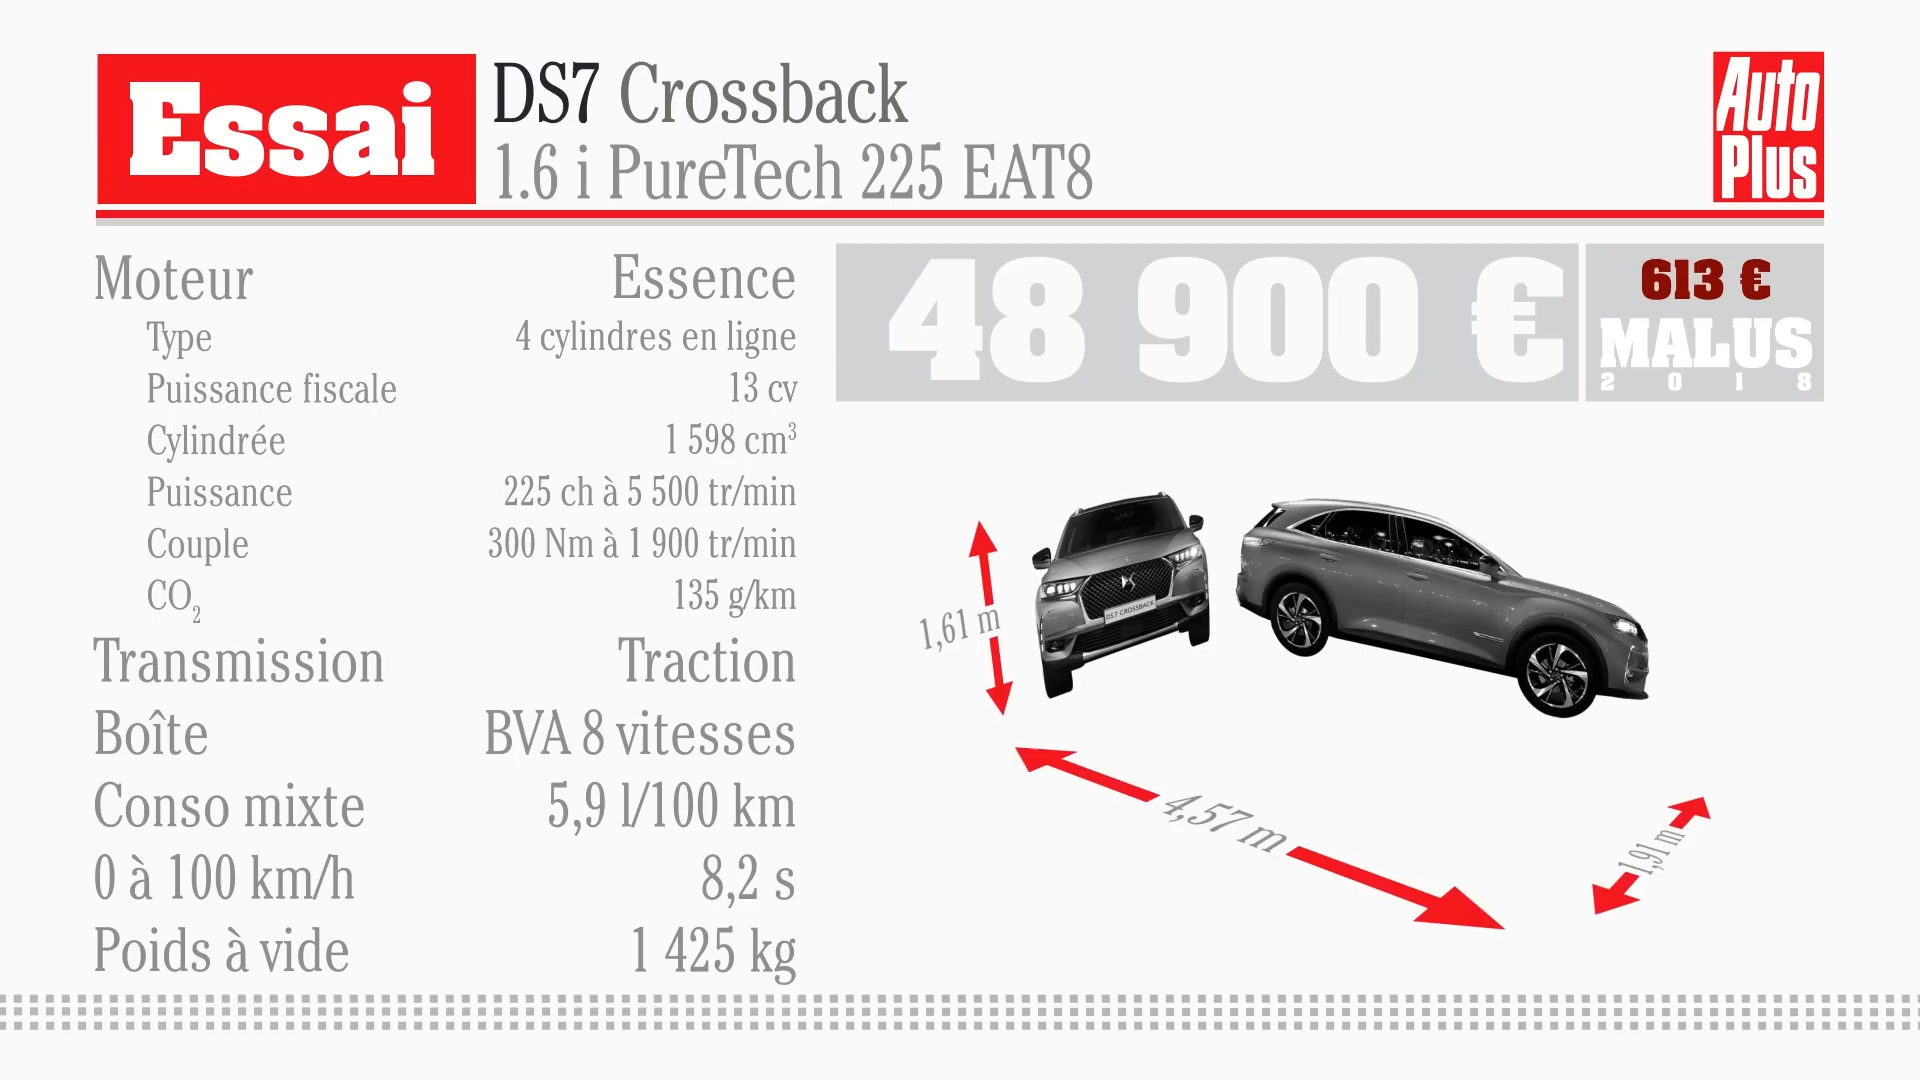 Essai
DS7 Crossback
1.6 i PureTech 225 EAT8
Auto
Plus
Moteur Essence
Type 4 cylindres en ligne
Puissance fiscale 13 cv
Cylindrée 1 598 cm³
Puissance 225 ch à 5 500 tr/min
Couple 300 Nm à 1 900 tr/min
CO₂ 135 g/km
Transmission Traction
Boîte BVA 8 vitesses
Conso mixte 5,9 l/100 km
0 à 100 km/h 8,2 s
Poids à vide 1 425 kg
48 900 €
613 €
MALUS
2018
DS7 CROSSBACK
1,61 m
4,57 m
1,91 m